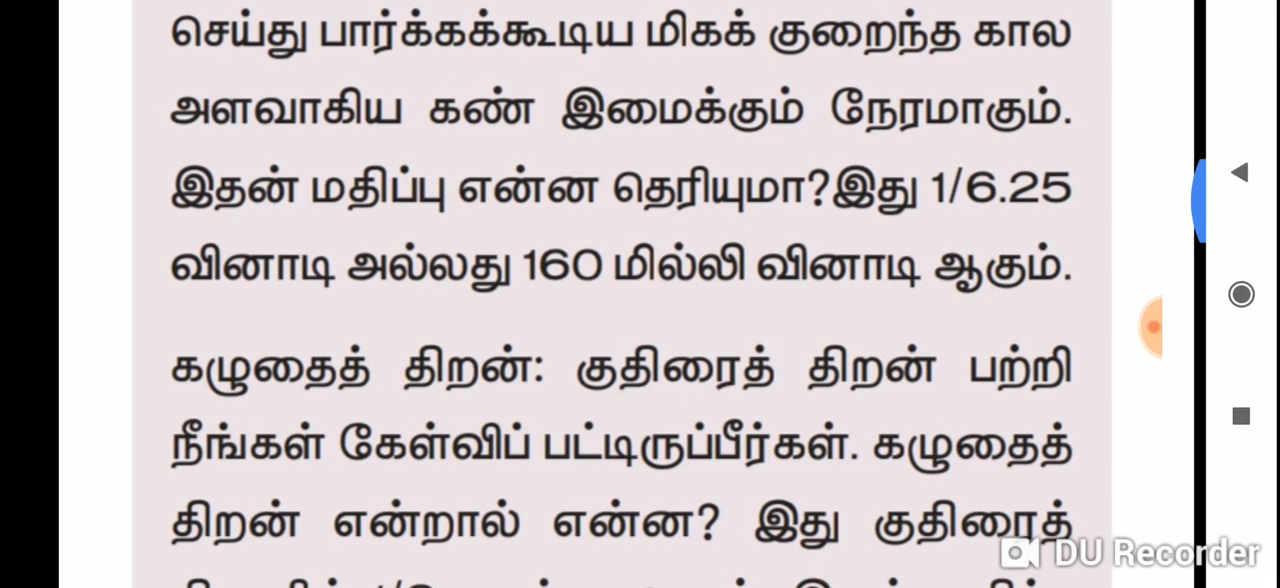 செய்து பார்க்கக்கூடிய மிகக் குறைந்த கால
அளவாகிய கண் இமைக்கும் நேரமாகும்.
இதன் மதிப்பு என்ன தெரியுமா?இது 1/6.25
வினாடி அல்லது 160 மில்லி வினாடி ஆகும்.
கழுதைத் திறன்: குதிரைத் திறன் பற்றி
நீங்கள் கேள்விப் பட்டிருப்பீர்கள். கழுதைத்
திறன் என்றால் என்ன? இது குதிரைத்
DU Recorder